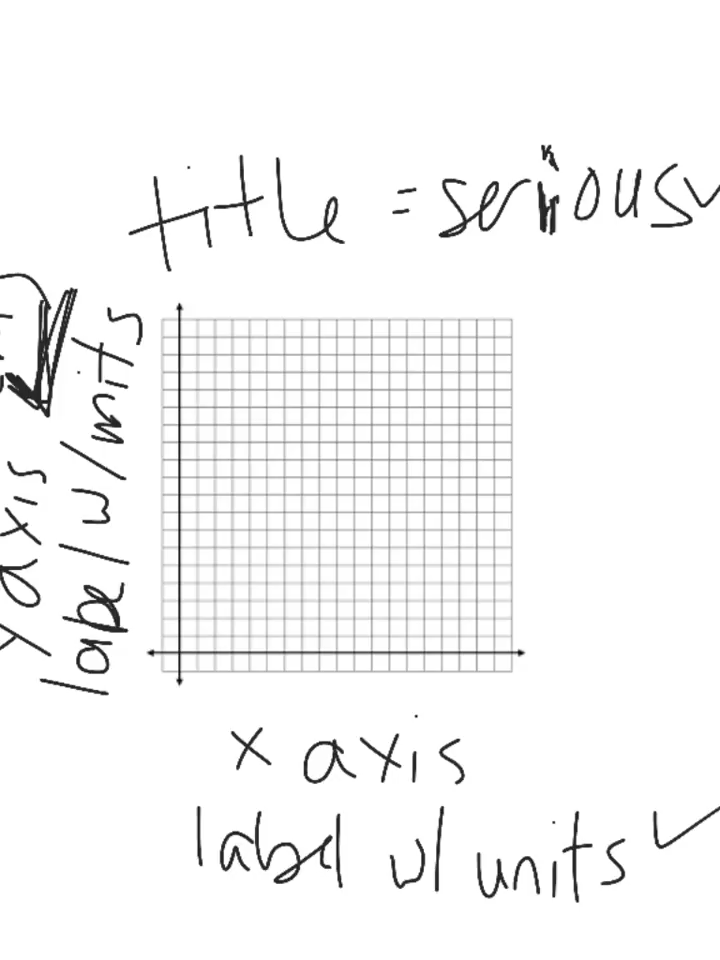 title = serious
y axis
label w/ units
x axis
label w/ units